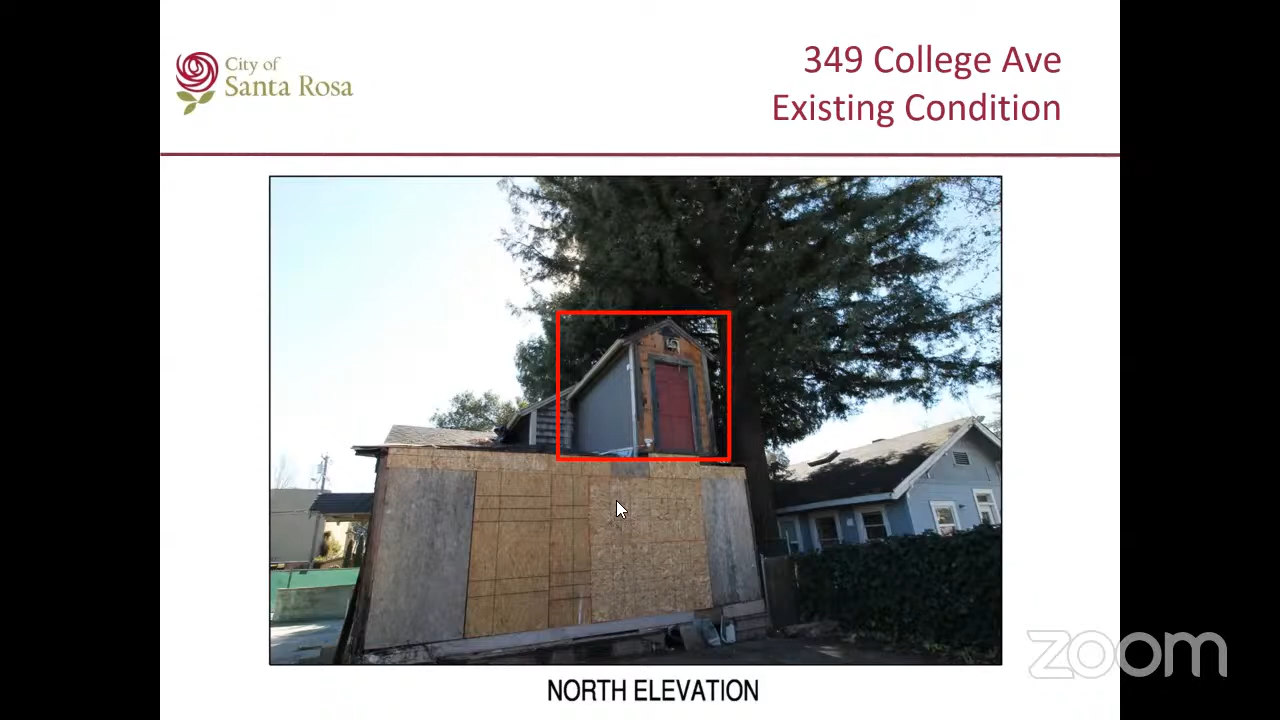 City of
Santa Rosa
349 College Ave
Existing Condition
NORTH ELEVATION
zoom